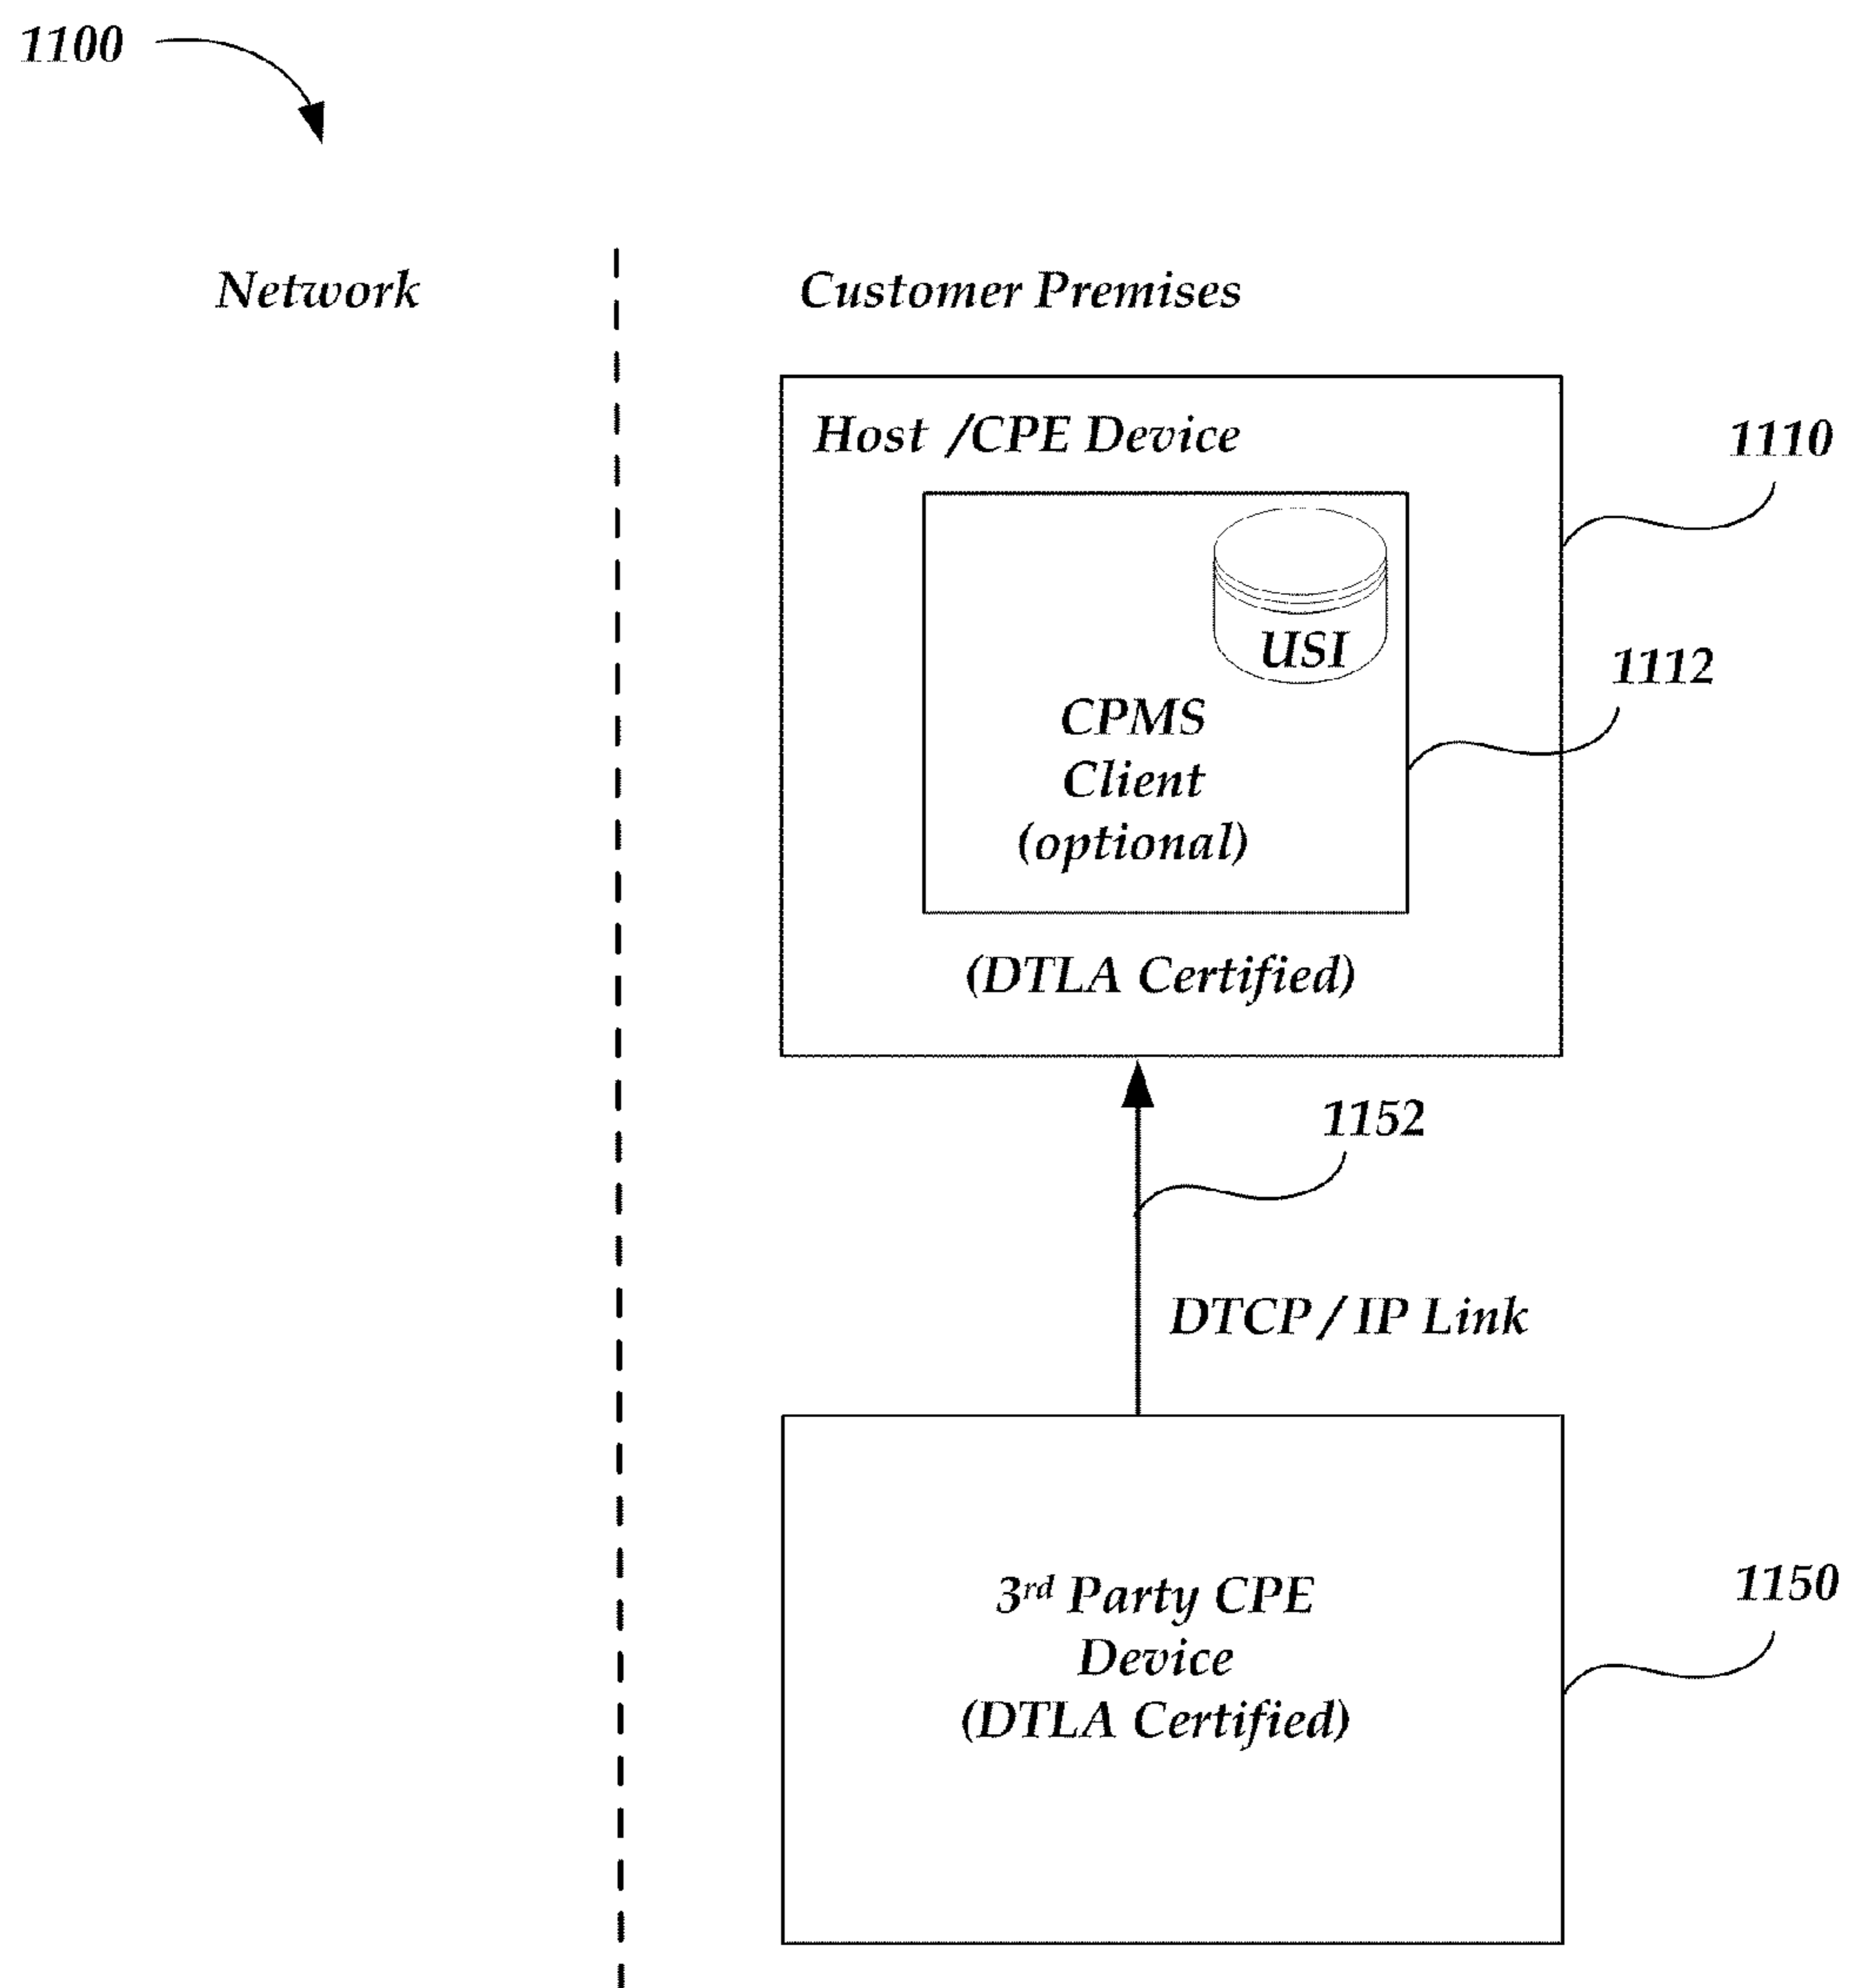 1100
Network
Customer Premises
Host /CPE Device
1110
USI
1112
CPMS
Client
(optional)
(DTLA Certified)
1152
DTCP / IP Link
3rd Party CPE
Device
(DTLA Certified)
1150